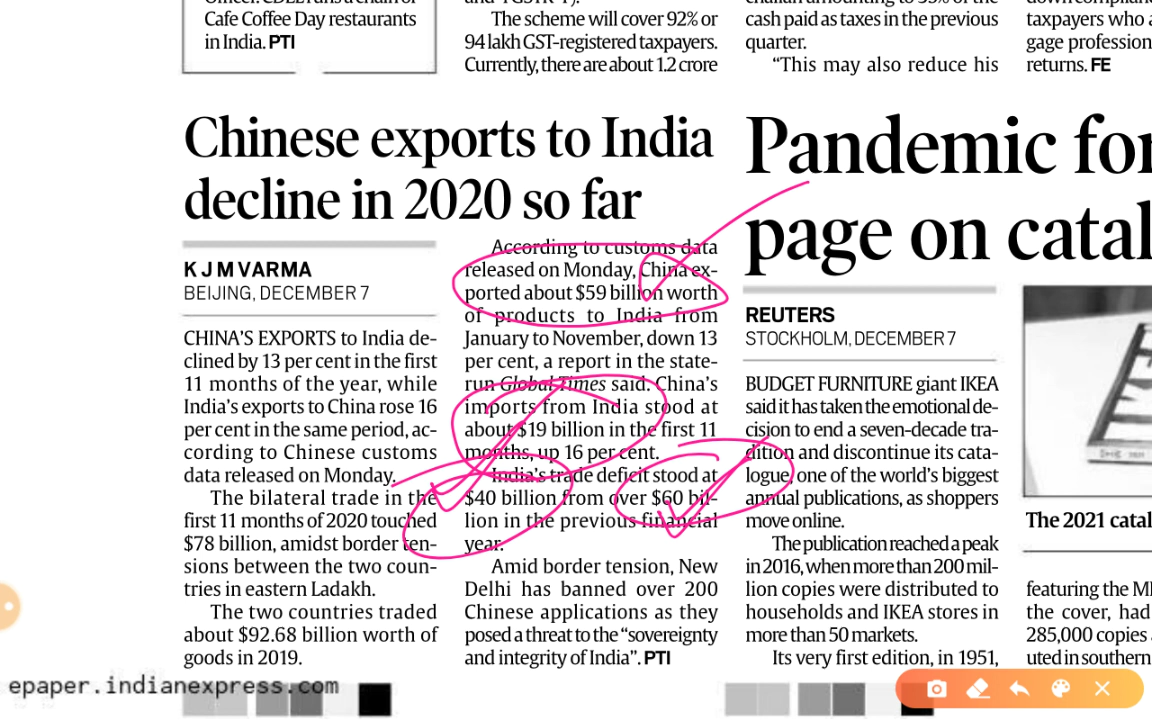 Cafe Coffee Day restaurants
in India. PTI
The scheme will cover 92% or
94 lakh GST-registered taxpayers.
Currently, there are about 1.2 crore
cash paid as taxes in the previous
quarter.
"This may also reduce his
taxpayers who
gage profession
returns. FE
Chinese exports to India
decline in 2020 so far
K J M VARMA
BEIJING, DECEMBER 7
CHINA'S EXPORTS to India de-
clined by 13 per cent in the first
11 months of the year, while
India's exports to China rose 16
per cent in the same period, ac-
cording to Chinese customs
data released on Monday.
The bilateral trade in the
first 11 months of 2020 touched
$78 billion, amidst border ten-
sions between the two coun-
tries in eastern Ladakh.
The two countries traded
about $92.68 billion worth of
goods in 2019.
According to customs data
released on Monday, China ex-
ported about $59 billion worth
of products to India from
January to November, down 13
per cent, a report in the state-
run Global Times said. China's
imports from India stood at
about $19 billion in the first 11
months, up 16 per cent.
India's trade deficit stood at
$40 billion from over $60 bil-
lion in the previous financial
year.
Amid border tension, New
Delhi has banned over 200
Chinese applications as they
posed a threat to the "sovereignty
and integrity of India". PTI
Pandemic for
page on catal
REUTERS
STOCKHOLM, DECEMBER 7
BUDGET FURNITURE giant IKEA
said it has taken the emotional de-
cision to end a seven-decade tra-
dition and discontinue its cata-
logue, one of the world's biggest
annual publications, as shoppers
move online.
The publication reached a peak
in 2016, when more than 200 mil-
lion copies were distributed to
households and IKEA stores in
more than 50 markets.
Its very first edition, in 1951,
The 2021 catal
featuring the
the cover, had
285,000 copies
uted in southern
epaper.indianexpress.com